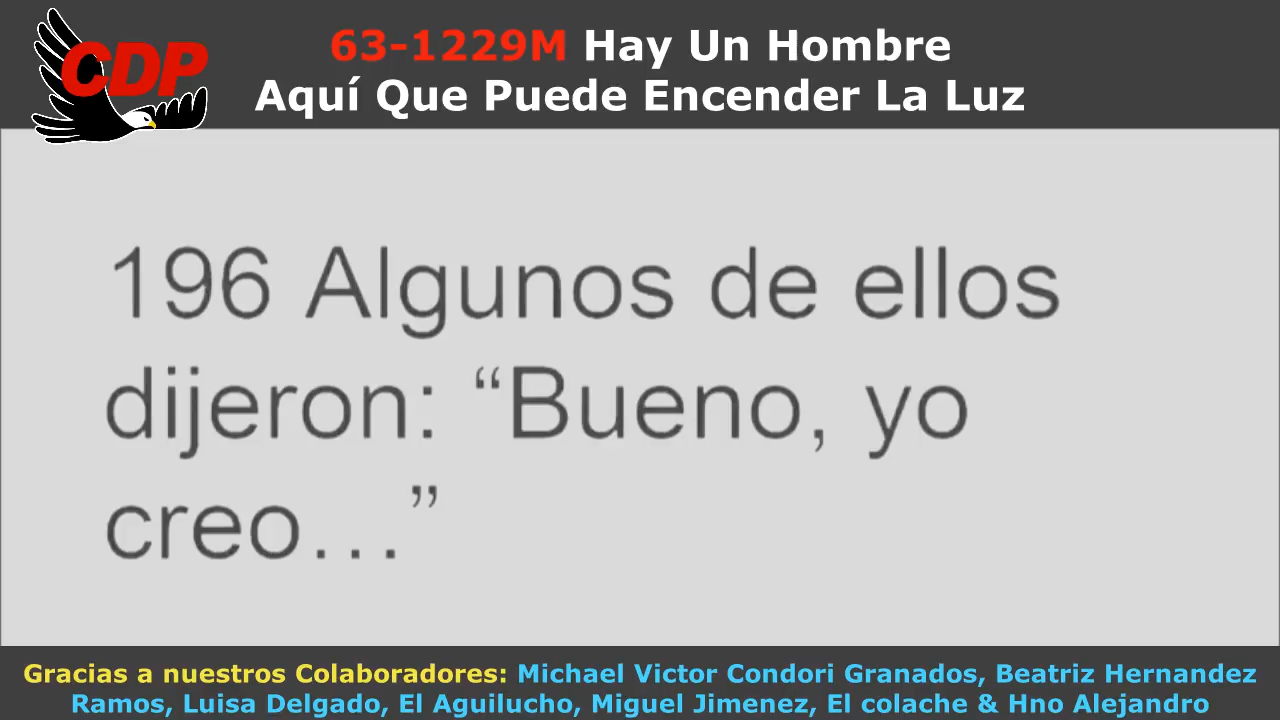 CDP
63-1229M Hay Un Hombre
Aquí Que Puede Encender La Luz
196 Algunos de ellos
dijeron: “Bueno, yo
creo…”
Gracias a nuestros Colaboradores: Michael Victor Condori Granados, Beatriz Hernandez
Ramos, Luisa Delgado, El Aguilucho, Miguel Jimenez, El colache & Hno Alejandro